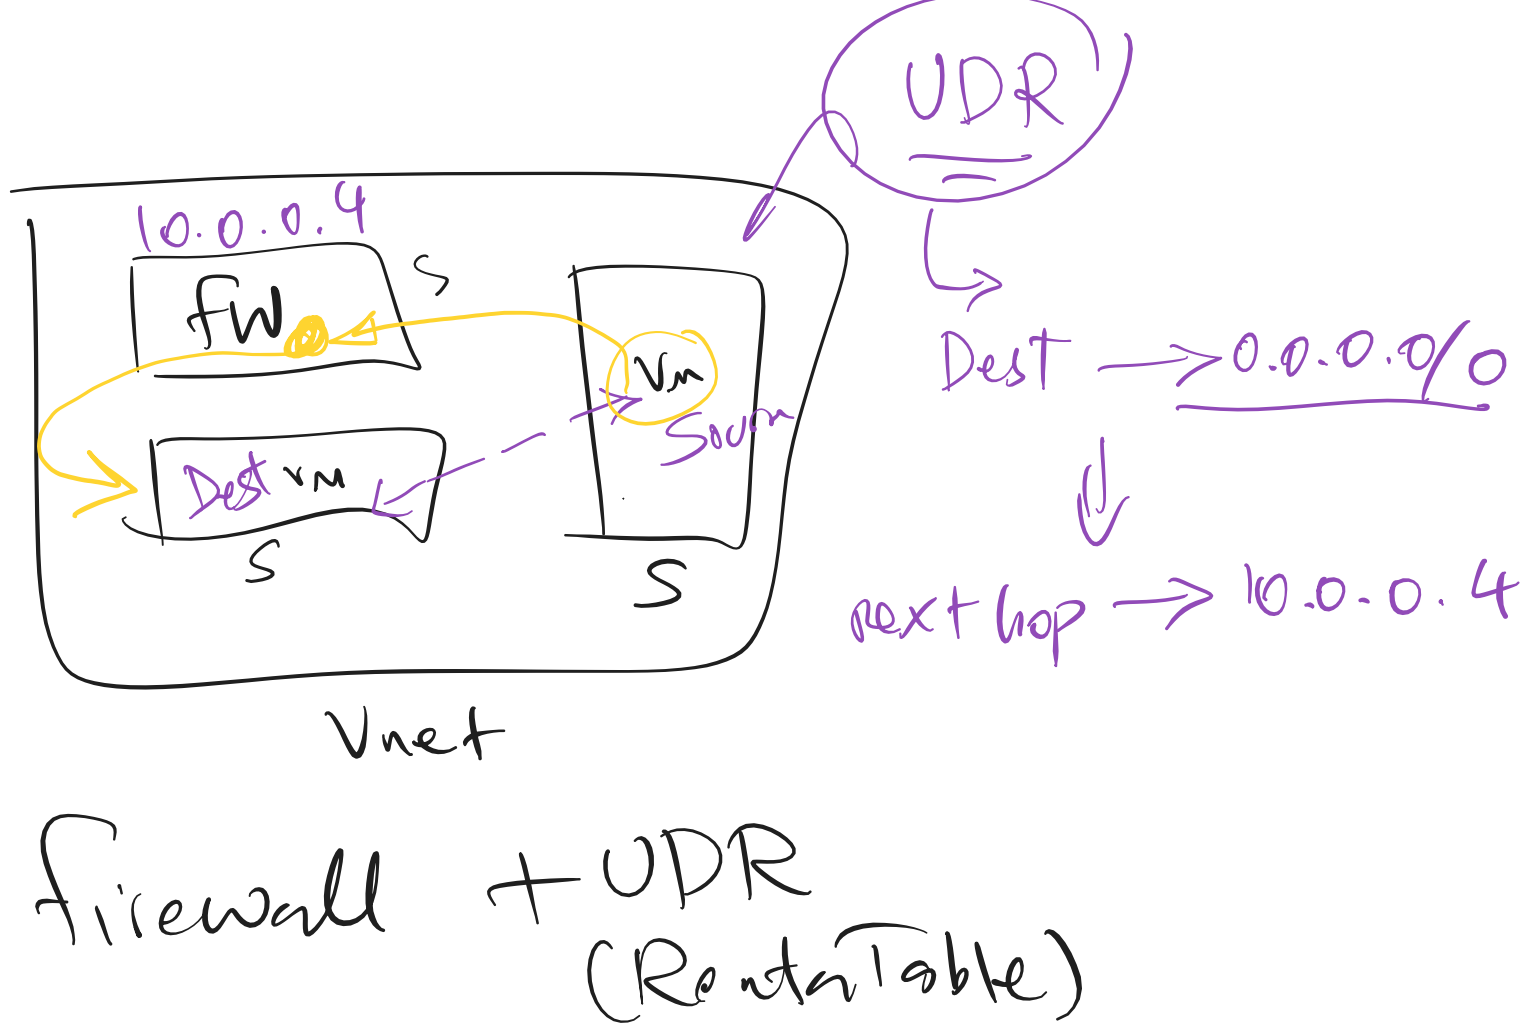 UDR
10.0.0.4
S
FW
Vm
Dest → 0.0.0.0/0
Sourn
Dest vm
S
S
next hop → 10.0.0.4
Vnet
firewall + UDR
(RouteTable)